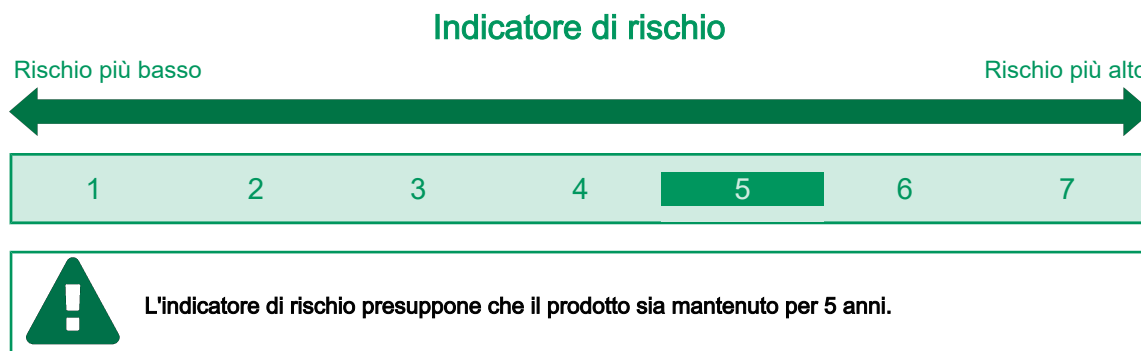 Indicatore di rischio
Rischio più basso Rischio più alto
1 2 3 4 5 6 7
L'indicatore di rischio presuppone che il prodotto sia mantenuto per 5 anni.